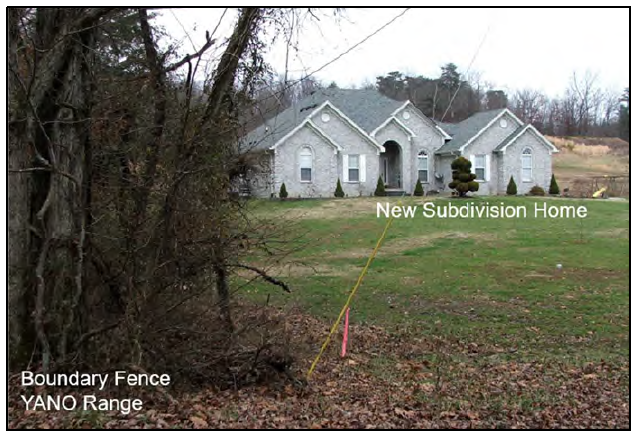 New Subdivision Home
Boundary Fence
YANO Range